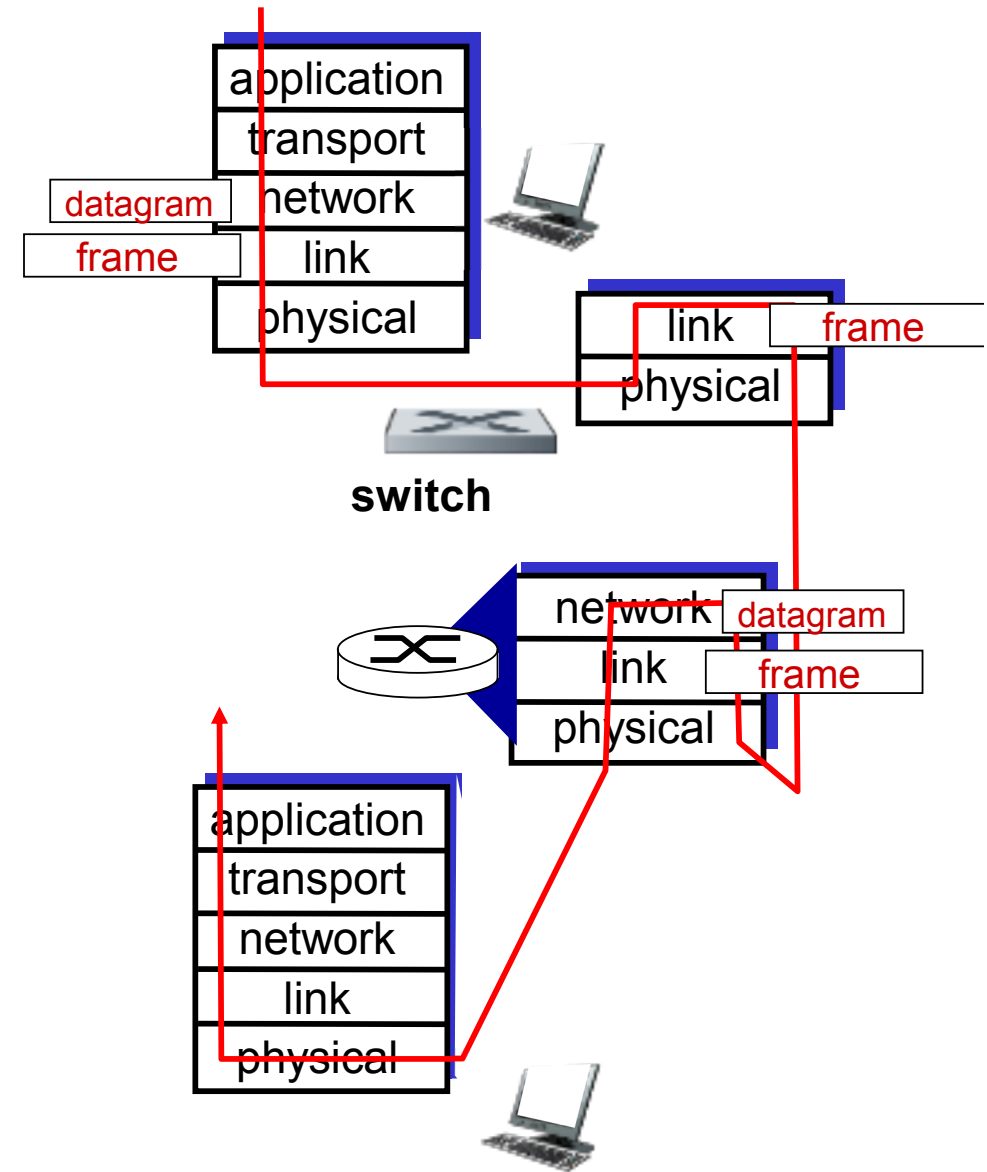 application
transport
datagram
network
frame
link
physical
link
frame
physical
switch
network
datagram
link
frame
physical
application
transport
network
link
physical